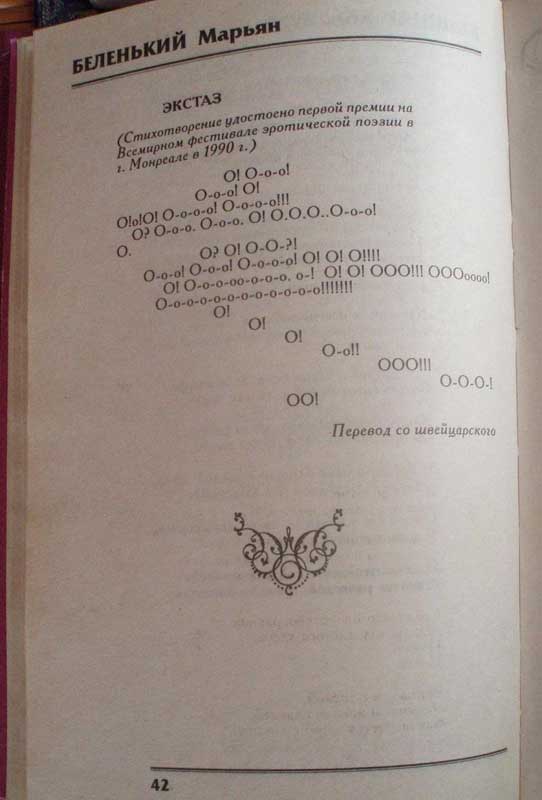 БЕЛЕНЬКИЙ Марьян
ЭКСТАЗ
(Стихотворение удостоено первой премии на
Всемирном фестивале эротической поэзии в
г. Монреале в 1990 г.)
О! О-о-о!
О-о-о! О!
О!о!О! О-о-о-о! О-о-о-о!!!
О? О-о-о. О-о-о. О! О.О.О..О-о-о!
О. О? О! О-О-?!
О-о-о! О-о-о! О-о-о-о! О! О! О!!!!
О! О-о-о-оо-о-о-о. о-! О! О! ООО!!! ОООоооо!
О-о-о-о-о-о-о-о-о-о-о-о!!!!!!!
О!
О!
О!
О-о!!
ООО!!!
О-О-О-!
ОО!
Перевод со швейцарского
42